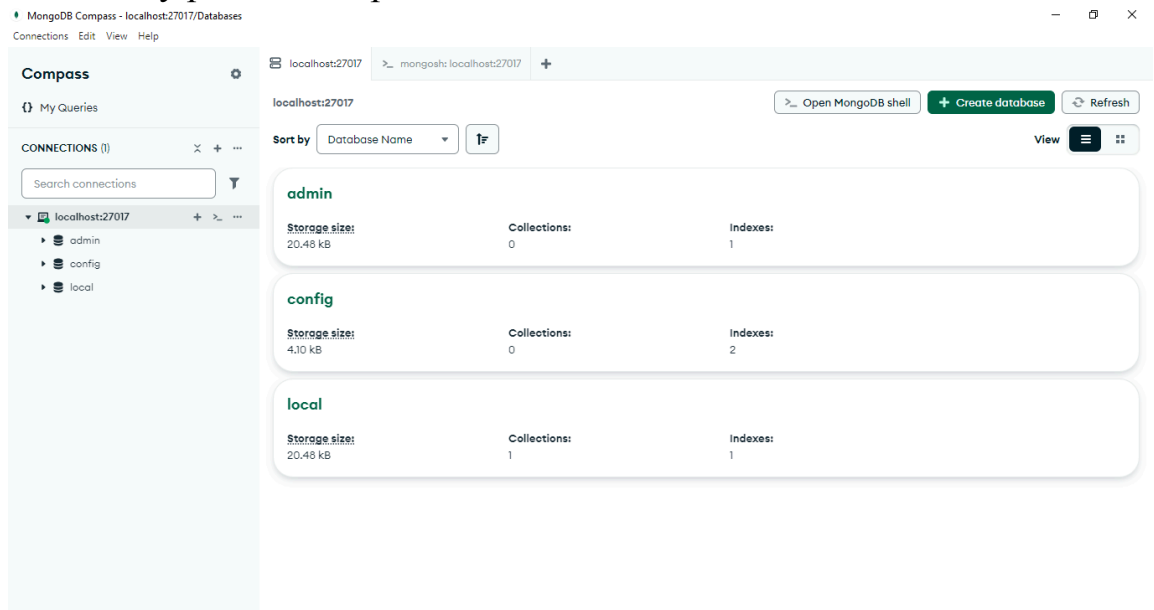 MongoDB Compass - localhost:27017/Databases
Connections Edit View Help
Compass
{} My Queries
CONNECTIONS (1)
Search connections
localhost:27017
admin
config
local
localhost:27017
>_ mongosh: localhost:27017
localhost:27017
>_ Open MongoDB shell
+ Create database
Refresh
Sort by Database Name
View
admin
Storage size: Collections: Indexes:
20.48 kB 0 1
config
Storage size: Collections: Indexes:
4.10 kB 0 2
local
Storage size: Collections: Indexes:
20.48 kB 1 1